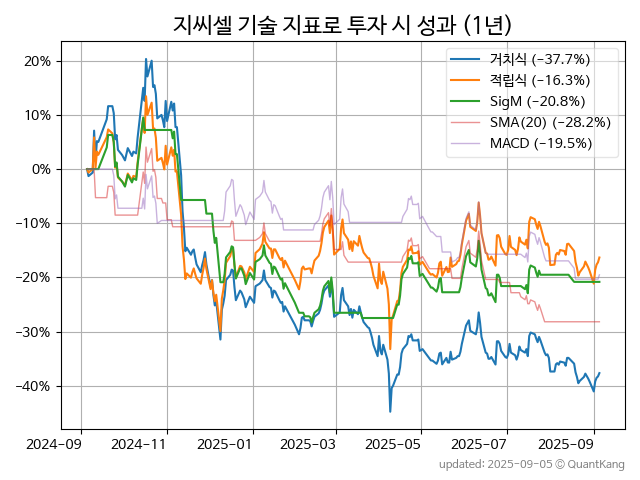 지씨셀 기술 지표로 투자 시 성과 (1년)
거치식 (−37.7%)
적립식 (−16.3%)
SigM (−20.8%)
SMA(20) (−28.2%)
MACD (−19.5%)
20%
10%
0%
−10%
−20%
−30%
−40%
2024-09 2024-11 2025-01 2025-03 2025-05 2025-07 2025-09
updated: 2025-09-05 © QuantKang